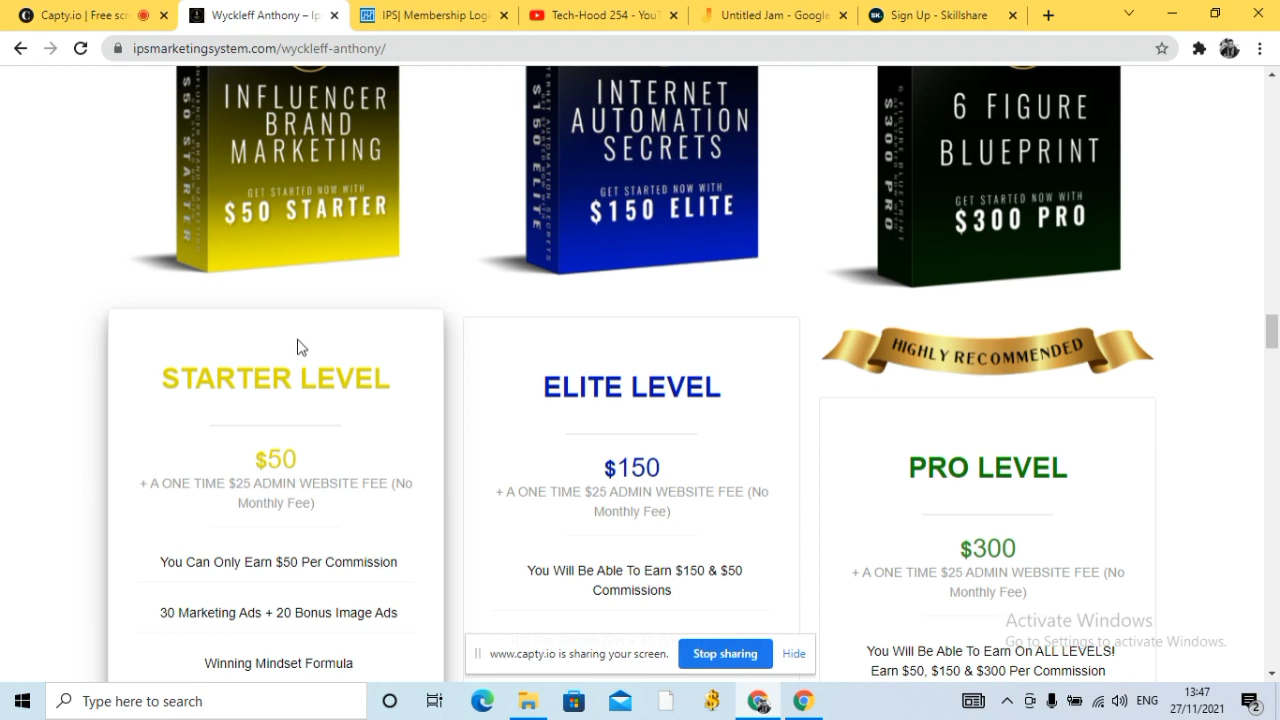 Capty.io | Free scr
Wyckleff Anthony – Ip
IPS| Membership Log
Tech-Hood 254 - YouT
Untitled Jam - Google
Sign Up - Skillshare
ipsmarketingsystem.com/wyckleff-anthony/
INFLUENCER
BRAND
MARKETING
GET STARTED NOW WITH
$50 STARTER
$50 STARTER
INTERNET
AUTOMATION
SECRETS
GET STARTED NOW WITH
$150 ELITE
$150 ELITE
6 FIGURE
BLUEPRINT
GET STARTED NOW WITH
$300 PRO
$300 PRO
HIGHLY RECOMMENDED
STARTER LEVEL
$50
+ A ONE TIME $25 ADMIN WEBSITE FEE (No
Monthly Fee)
You Can Only Earn $50 Per Commission
30 Marketing Ads + 20 Bonus Image Ads
Winning Mindset Formula
ELITE LEVEL
$150
+ A ONE TIME $25 ADMIN WEBSITE FEE (No
Monthly Fee)
You Will Be Able To Earn $150 & $50
Commissions
PRO LEVEL
$300
+ A ONE TIME $25 ADMIN WEBSITE FEE (No
Monthly Fee)
You Will Be Able To Earn On ALL LEVELS!
Earn $50, $150 & $300 Per Commission
Activate Windows
Go to Settings to activate Windows.
www.capty.io is sharing your screen.
Stop sharing
Hide
Type here to search
ENG
13:47
27/11/2021
2